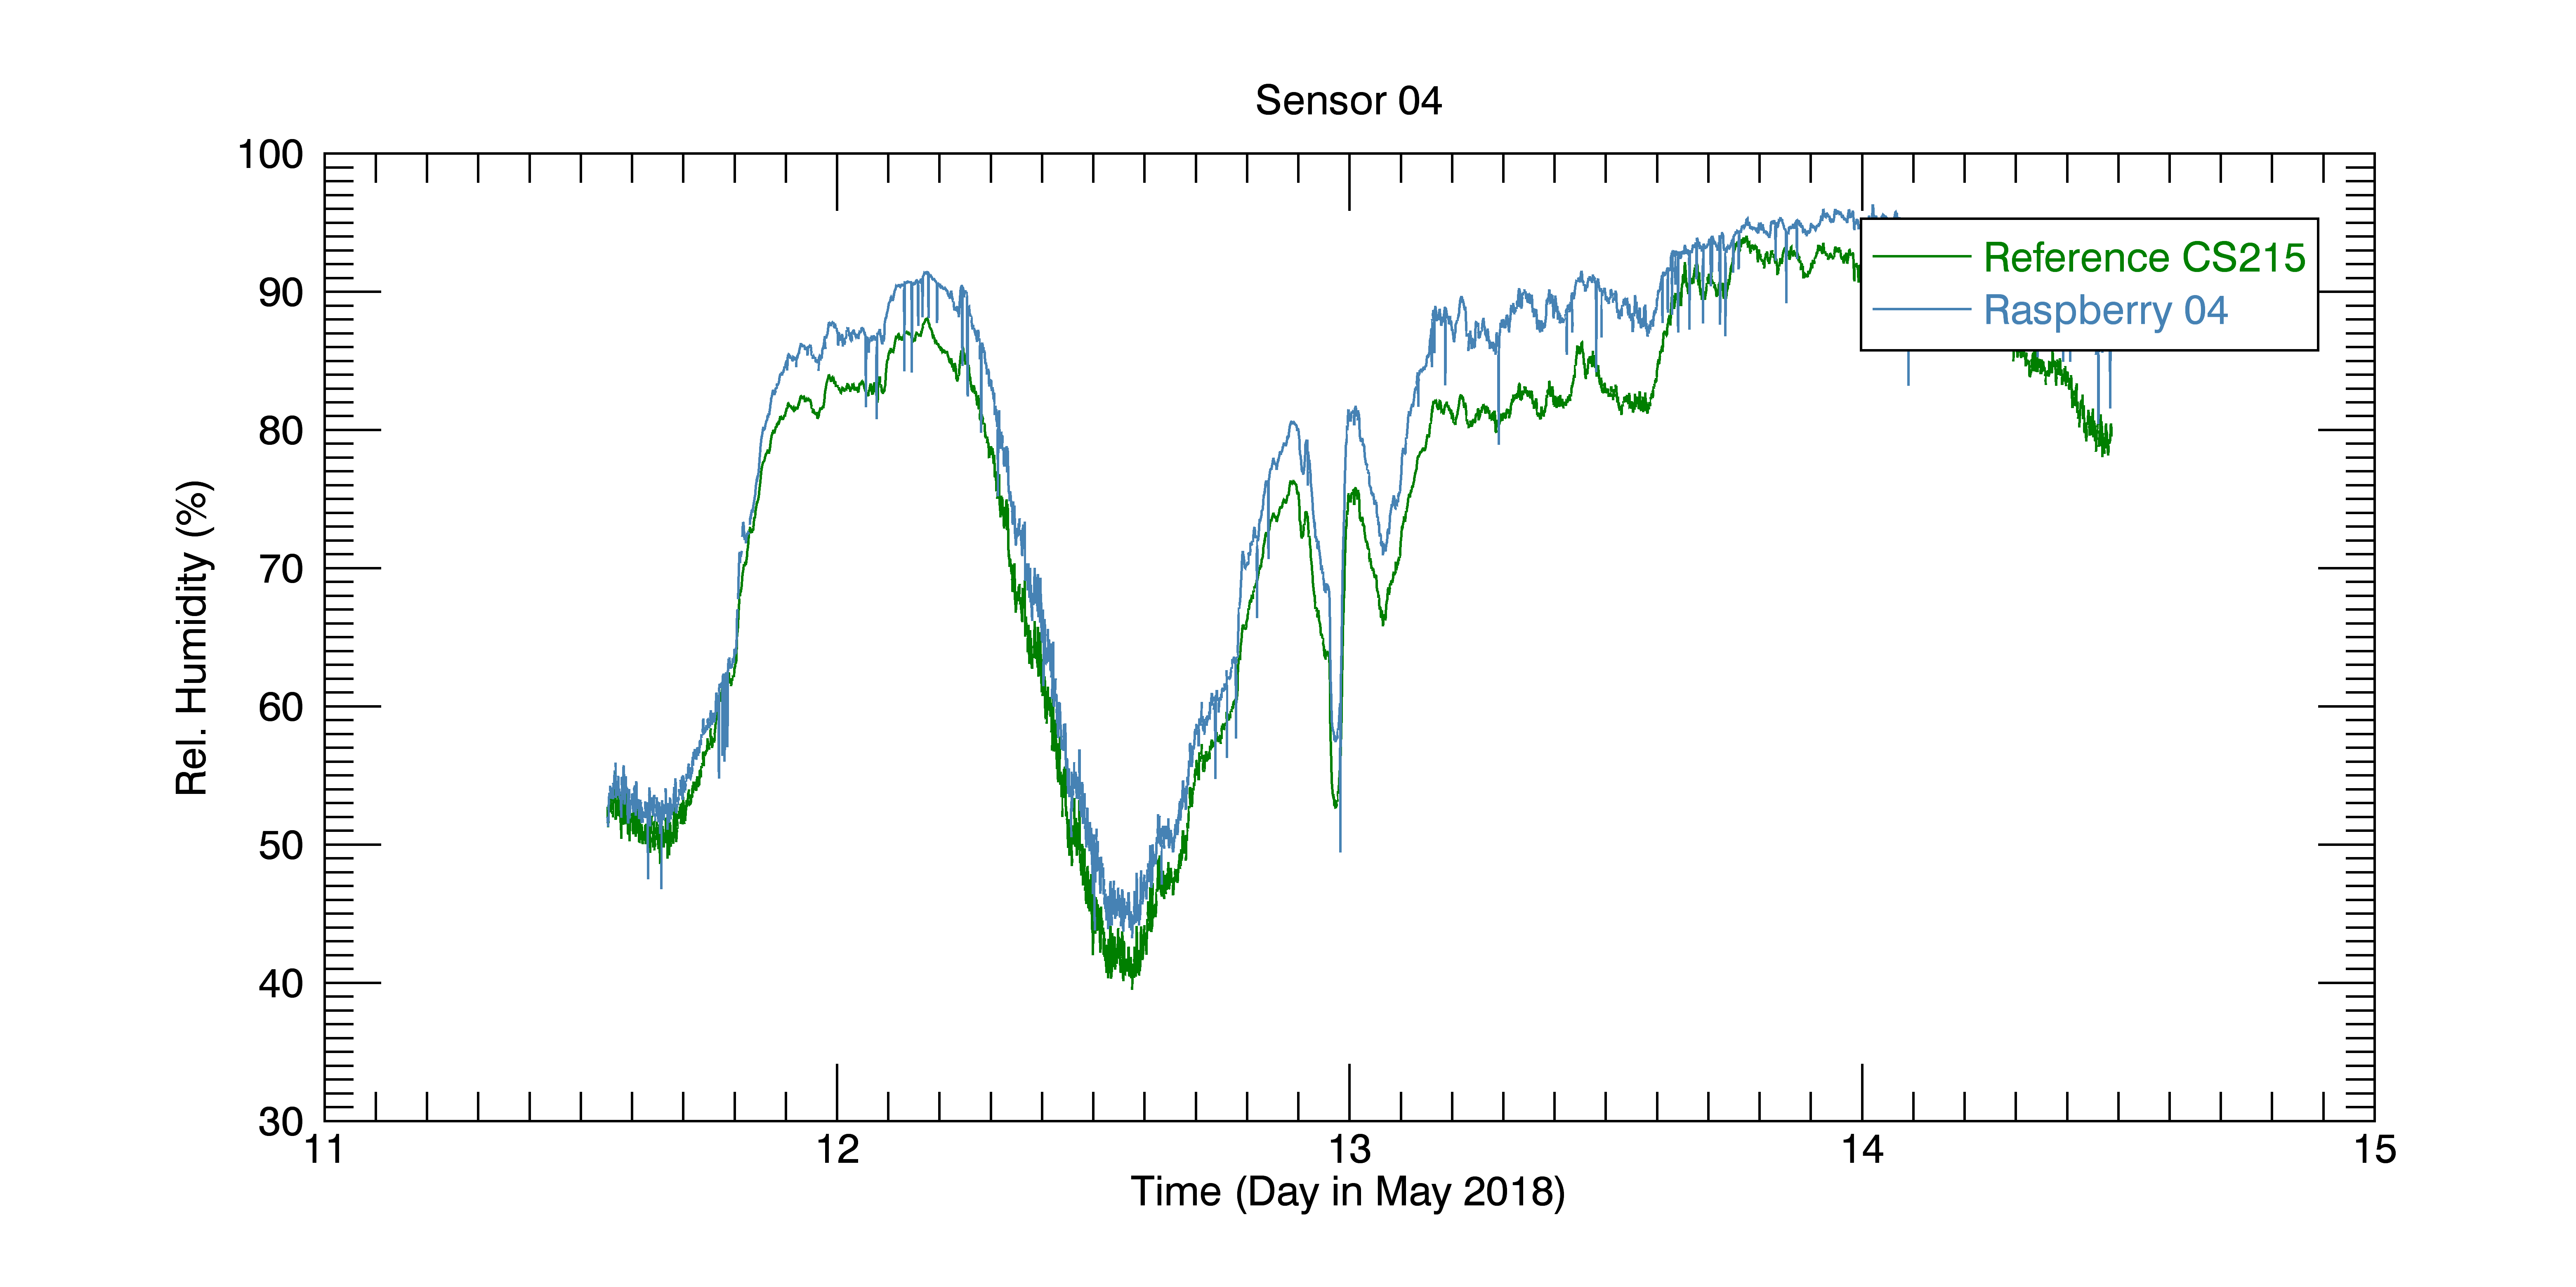 Sensor 04
100
90
80
70
60
50
40
30
Rel. Humidity (%)
Reference CS215
Raspberry 04
11 12 13 14 15
Time (Day in May 2018)